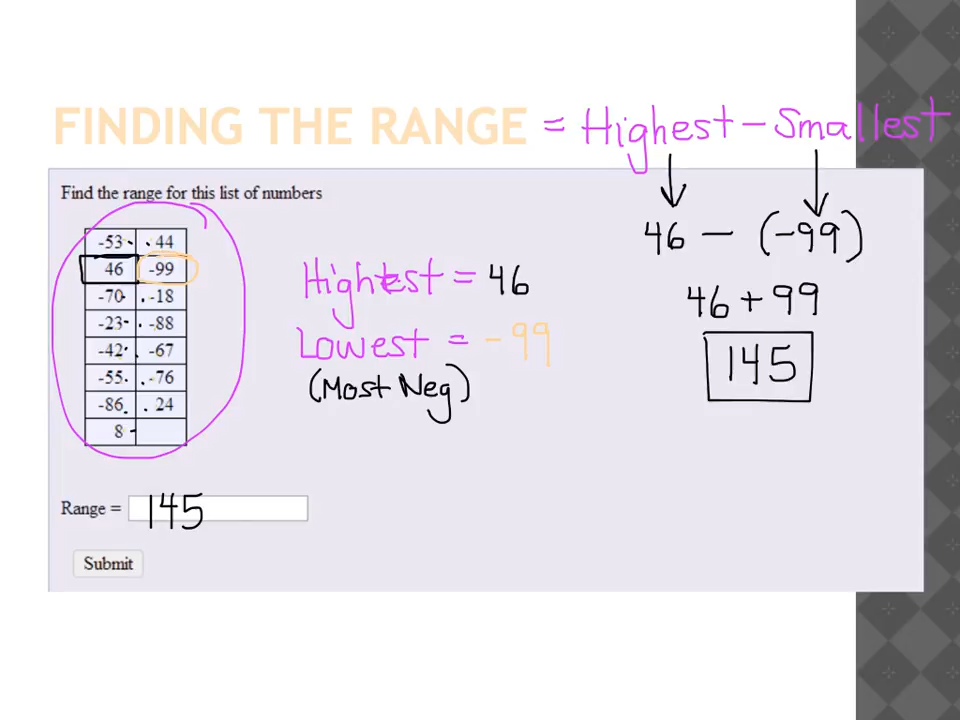 FINDING THE RANGE = Highest - Smallest
Find the range for this list of numbers
-53 44
46 -99
-70 -18
-23 -88
-42 -67
-55 -76
-86 24
8
Highest = 46
Lowest = -99
(Most Neg)
46 - (-99)
46 + 99
145
Range = 145
Submit